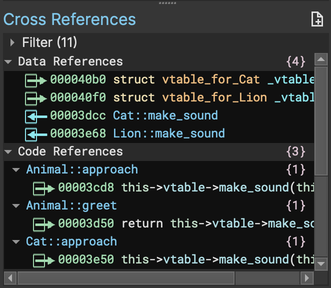 Cross References
Filter (11)
Data References {4}
000040b0 struct vtable_for_Cat _vtable
000040f0 struct vtable_for_Lion _vtabl
00003dcc Cat::make_sound
00003e68 Lion::make_sound
Code References {3}
Animal::approach {1}
00003cd8 this->vtable->make_sound(thi
Animal::greet {1}
00003d50 return this->vtable->make_so
Cat::approach {1}
00003e50 this->vtable->make_sound(thi